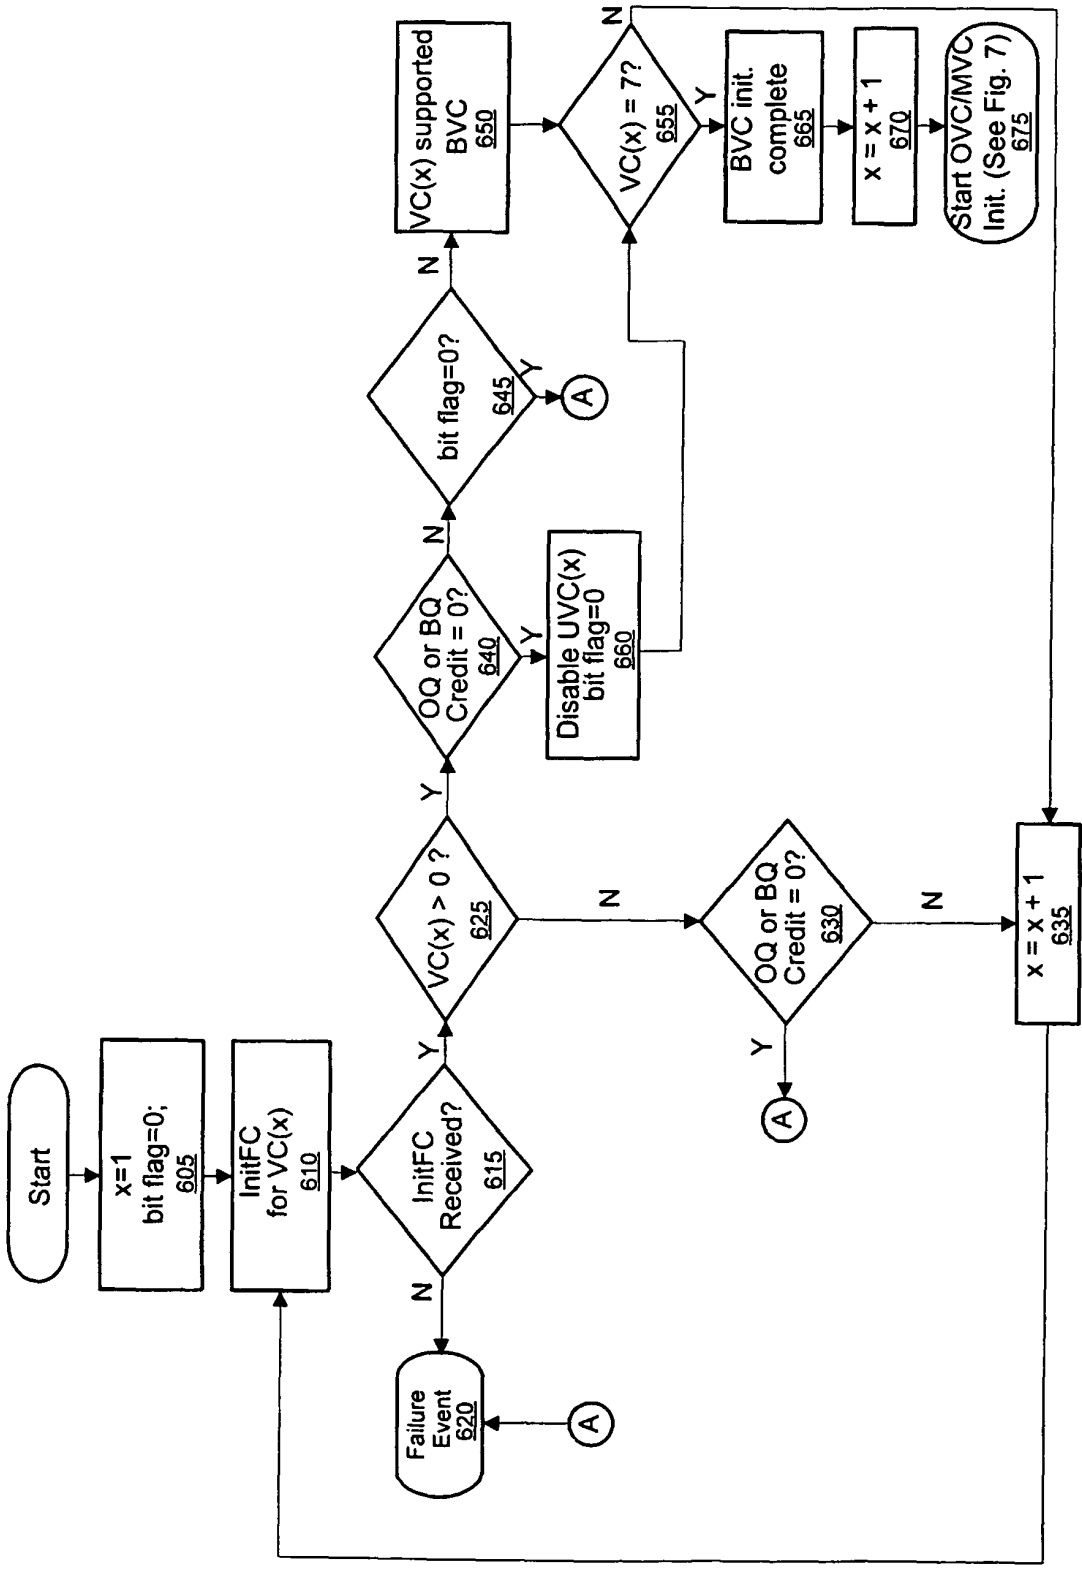 Start
x=1
bit flag=0;
605
InitFC
for VC(x)
610
InitFC
Received?
615
N
Y
Failure
Event
620
A
VC(x) > 0 ?
625
Y
N
OQ or BQ
Credit = 0?
630
Y
A
N
x = x + 1
635
OQ or BQ
Credit = 0?
640
N
Y
Disable UVC(x)
bit flag=0
660
bit flag=0?
645
Y
A
N
VC(x) supported
BVC
650
VC(x) = 7?
655
N
Y
BVC init.
complete
665
x = x + 1
670
Start OVC/MVC
Init. (See Fig. 7)
675